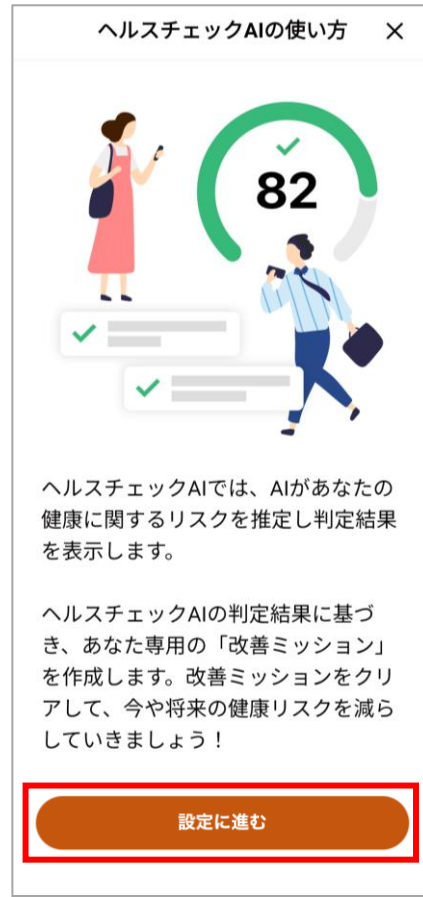 ヘルスチェックAIの使い方 ×
82
ヘルスチェックAIでは、AIがあなたの
健康に関するリスクを推定し判定結果
を表示します。
ヘルスチェックAIの判定結果に基づ
き、あなた専用の「改善ミッション」
を作成します。改善ミッションをクリ
アして、今や将来の健康リスクを減ら
していきましょう！
設定に進む